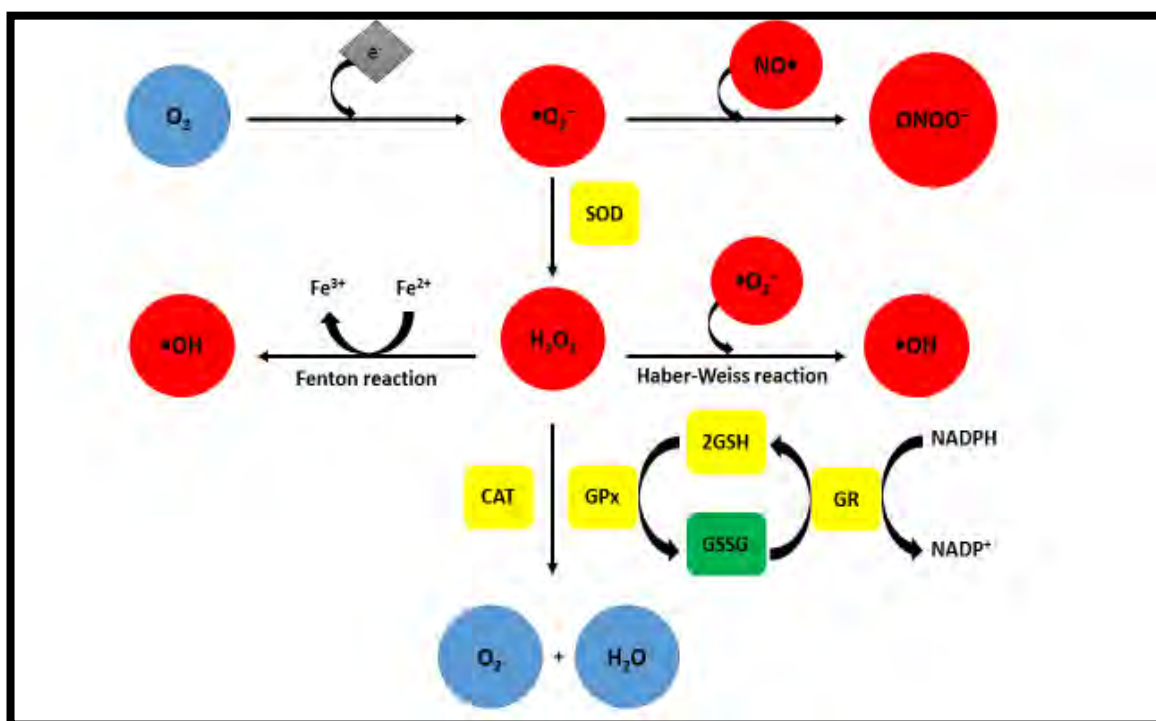 e⁻
NO•
O₂
•O₂⁻
ONOO⁻
SOD
Fe³⁺
Fe²⁺
•O₂⁻
•OH
H₂O₂
•OH
Fenton reaction
Haber-Weiss reaction
2GSH
NADPH
CAT
GPx
GR
GSSG
NADP⁺
O₂
+
H₂O